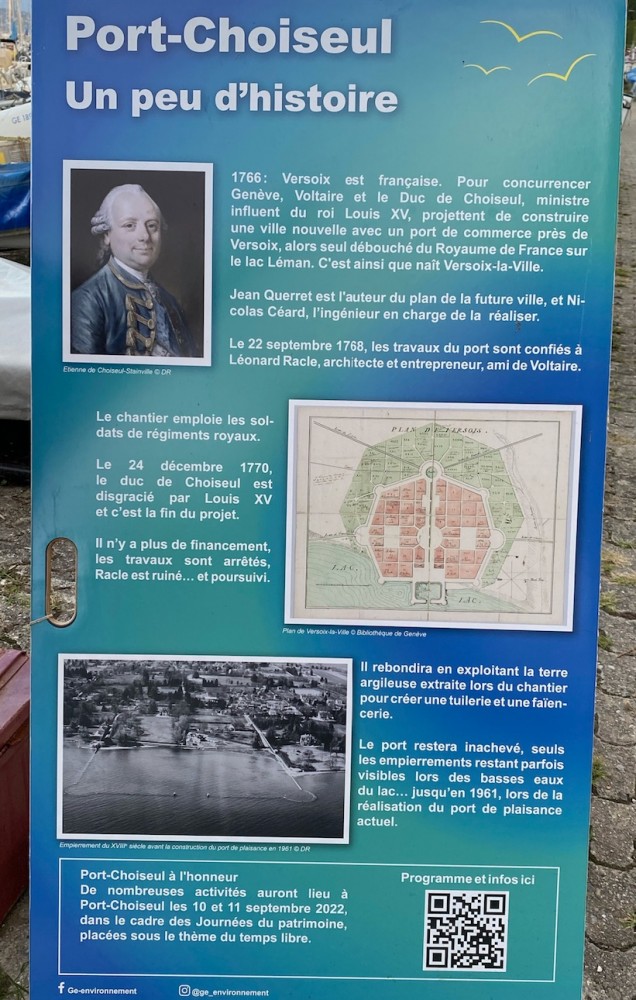 Port-Choiseul
Un peu d'histoire
1766: Versoix est française. Pour concurrencer
Genève, Voltaire et le Duc de Choiseul, ministre
influent du roi Louis XV, projettent de construire
une ville nouvelle avec un port de commerce près de
Versoix, alors seul débouché du Royaume de France sur
le lac Léman. C'est ainsi que naît Versoix-la-Ville.
Jean Querret est l'auteur du plan de la future ville, et Ni-
colas Céard, l'ingénieur en charge de la réaliser.
Le 22 septembre 1768, les travaux du port sont confiés à
Léonard Racle, architecte et entrepreneur, ami de Voltaire.
Etienne de Choiseul-Stainville © DR
Le chantier emploie les sol-
dats de régiments royaux.
Le 24 décembre 1770,
le duc de Choiseul est
disgracié par Louis XV
et c'est la fin du projet.
Il n'y a plus de financement,
les travaux sont arrêtés,
Racle est ruiné... et poursuivi.
PLAN DE VERSOIX.
LAC.
LAC.
Plan de Versoix-la-Ville © Bibliothèque de Genève
Il rebondira en exploitant la terre
argileuse extraite lors du chantier
pour créer une tuilerie et une faïen-
cerie.
Le port restera inachevé, seuls
les empierrements restant parfois
visibles lors des basses eaux
du lac... jusqu'en 1961, lors de la
réalisation du port de plaisance
actuel.
Empierrement du XVIIIᵉ siècle avant la construction du port de plaisance en 1961 © DR
Port-Choiseul à l'honneur
De nombreuses activités auront lieu à
Port-Choiseul les 10 et 11 septembre 2022,
dans le cadre des Journées du patrimoine,
placées sous le thème du temps libre.
Programme et infos ici
Ge-environnement
@ge_environnement